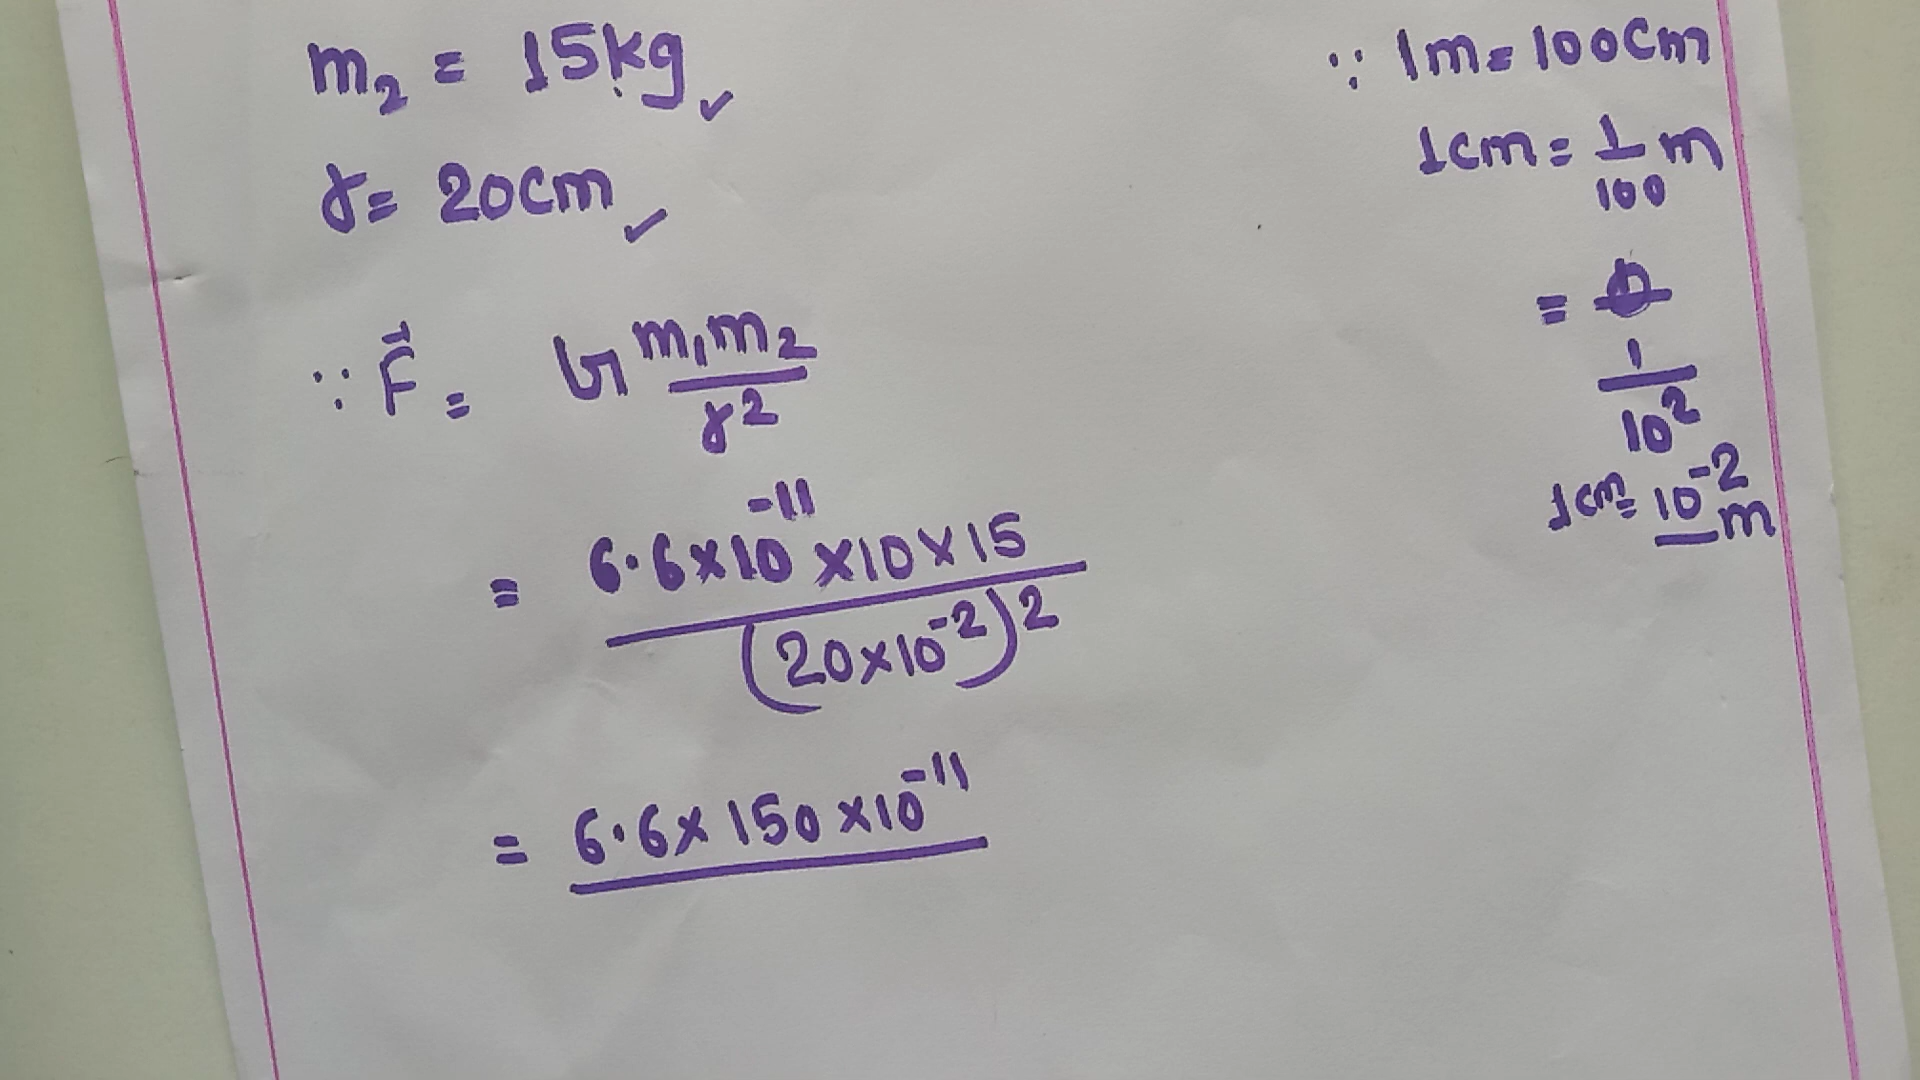 m₂ = 15kg ✓
r = 20cm ✓
∵ F⃗ = G m₁m₂ / r²
= 6.6×10⁻¹¹×10×15 / (20×10⁻²)²
= 6.6×150×10⁻¹¹
∵ 1m = 100Cm
1cm = 1/100 m
=
1/10²
1cm = 10⁻² m